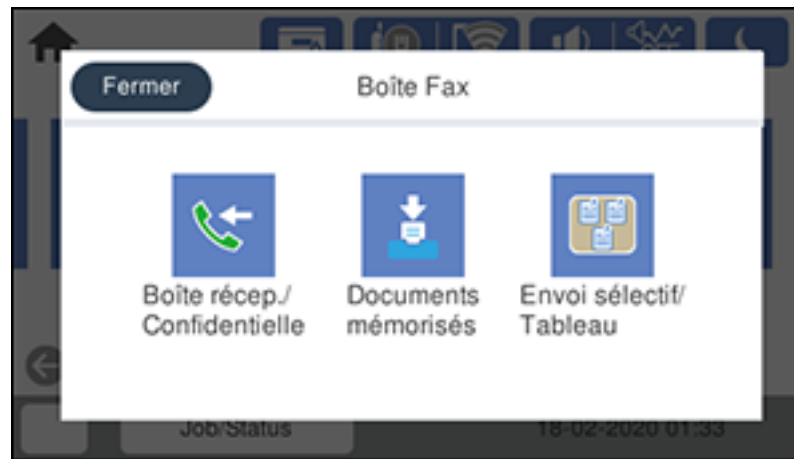 Fermer
Boîte Fax
Boîte récep./
Confidentielle
Documents
mémorisés
Envoi sélectif/
Tableau
Job/Status
18-02-2020 01:33